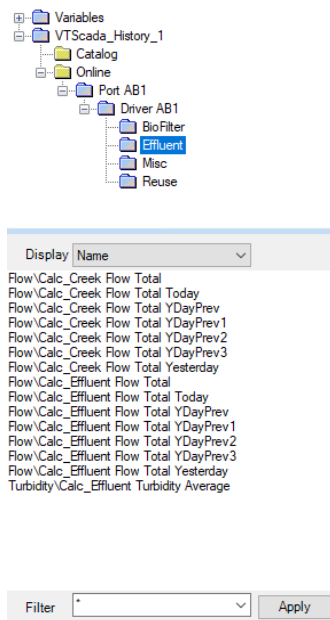 Variables
VTScada_History_1
Catalog
Online
Port AB1
Driver AB1
BioFilter
Effluent
Misc
Reuse
Display Name
Flow\Calc_Creek Flow Total
Flow\Calc_Creek Flow Total Today
Flow\Calc_Creek Flow Total YDayPrev
Flow\Calc_Creek Flow Total YDayPrev1
Flow\Calc_Creek Flow Total YDayPrev2
Flow\Calc_Creek Flow Total YDayPrev3
Flow\Calc_Creek Flow Total Yesterday
Flow\Calc_Effluent Flow Total
Flow\Calc_Effluent Flow Total Today
Flow\Calc_Effluent Flow Total YDayPrev
Flow\Calc_Effluent Flow Total YDayPrev1
Flow\Calc_Effluent Flow Total YDayPrev2
Flow\Calc_Effluent Flow Total YDayPrev3
Flow\Calc_Effluent Flow Total Yesterday
Turbidity\Calc_Effluent Turbidity Average
Filter * Apply